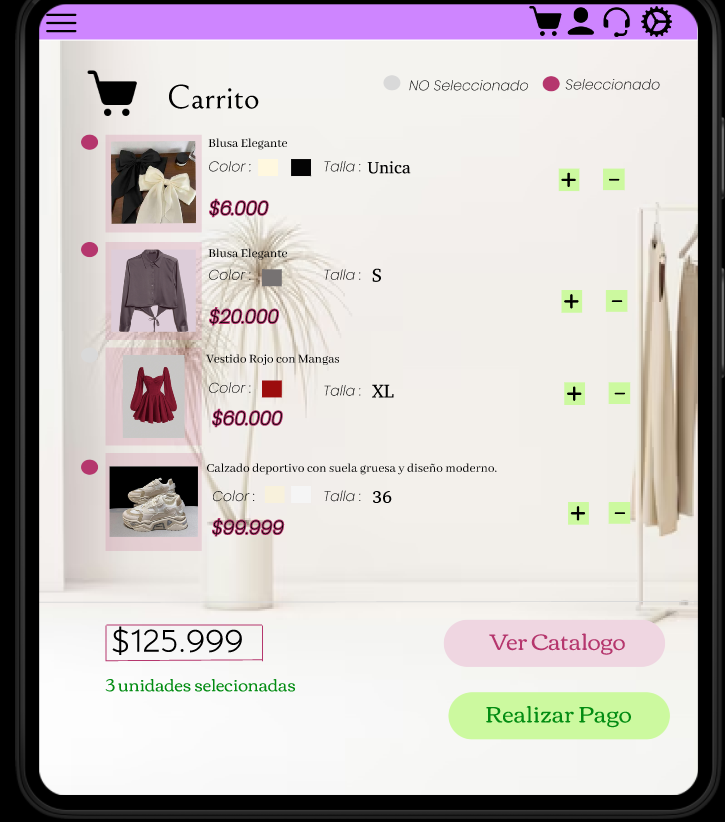 Carrito
NO Seleccionado
Seleccionado
Blusa Elegante
Color :
Talla : Unica
$6.000
+ −
Blusa Elegante
Color :
Talla : S
$20.000
+ −
Vestido Rojo con Mangas
Color :
Talla : XL
$60.000
+ −
Calzado deportivo con suela gruesa y diseño moderno.
Color :
Talla : 36
$99.999
+ −
$125.999
3 unidades selecionadas
Ver Catalogo
Realizar Pago